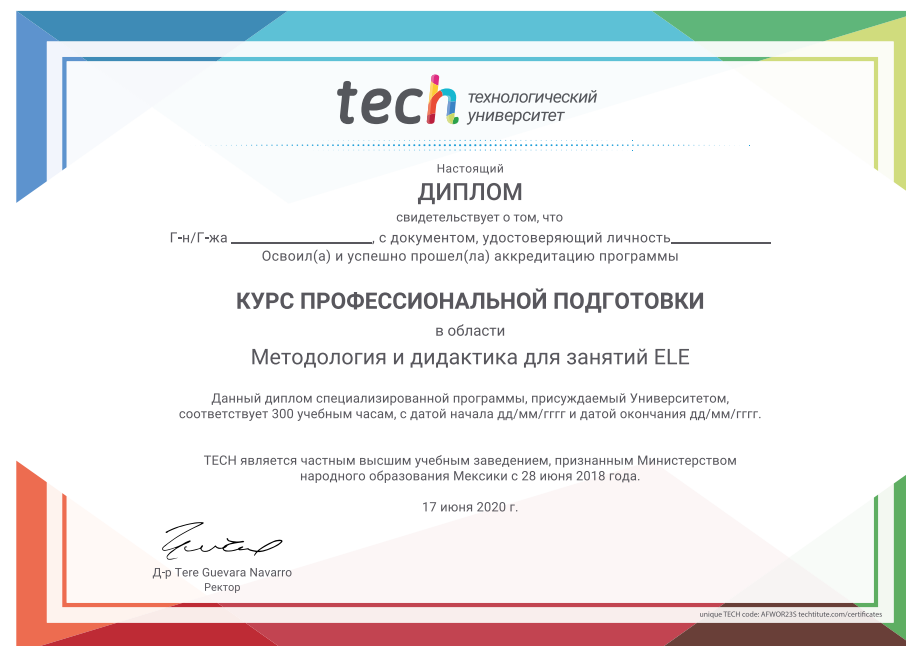 tech технологический
университет
Настоящий
ДИПЛОМ
свидетельствует о том, что
Г-н/Г-жа ____________________, с документом, удостоверяющий личность______________
Освоил(а) и успешно прошел(ла) аккредитацию программы
КУРС ПРОФЕССИОНАЛЬНОЙ ПОДГОТОВКИ
в области
Методология и дидактика для занятий ELE
Данный диплом специализированной программы, присуждаемый Университетом,
соответствует 300 учебным часам, с датой начала дд/мм/гггг и датой окончания дд/мм/гггг.
TECH является частным высшим учебным заведением, признанным Министерством
народного образования Мексики с 28 июня 2018 года.
17 июня 2020 г.
Д-р Tere Guevara Navarro
Ректор
unique TECH code: AFWOR23S techtitute.com/certificates